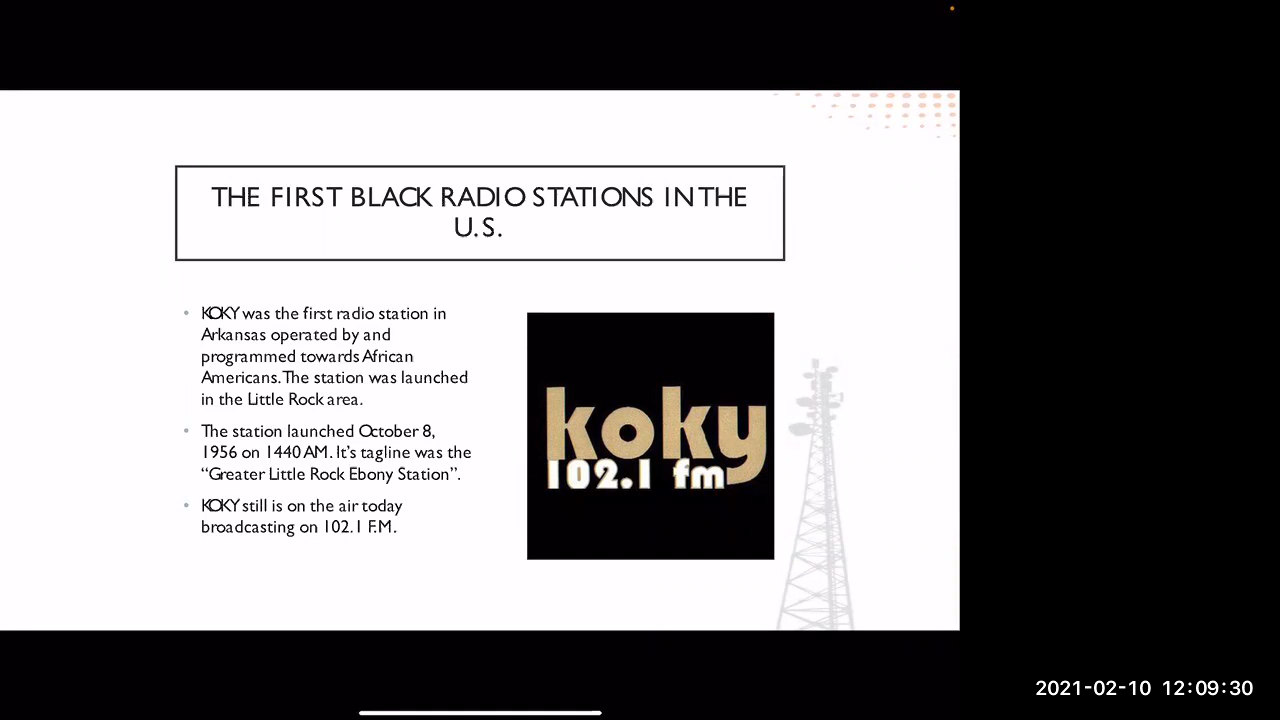 THE FIRST BLACK RADIO STATIONS IN THE
U.S.
• KOKY was the first radio station in
Arkansas operated by and
programmed towards African
Americans. The station was launched
in the Little Rock area.
• The station launched October 8,
1956 on 1440 AM. It's tagline was the
“Greater Little Rock Ebony Station”.
• KOKY still is on the air today
broadcasting on 102.1 F.M.
koky
102.1 fm
2021-02-10 12:09:30